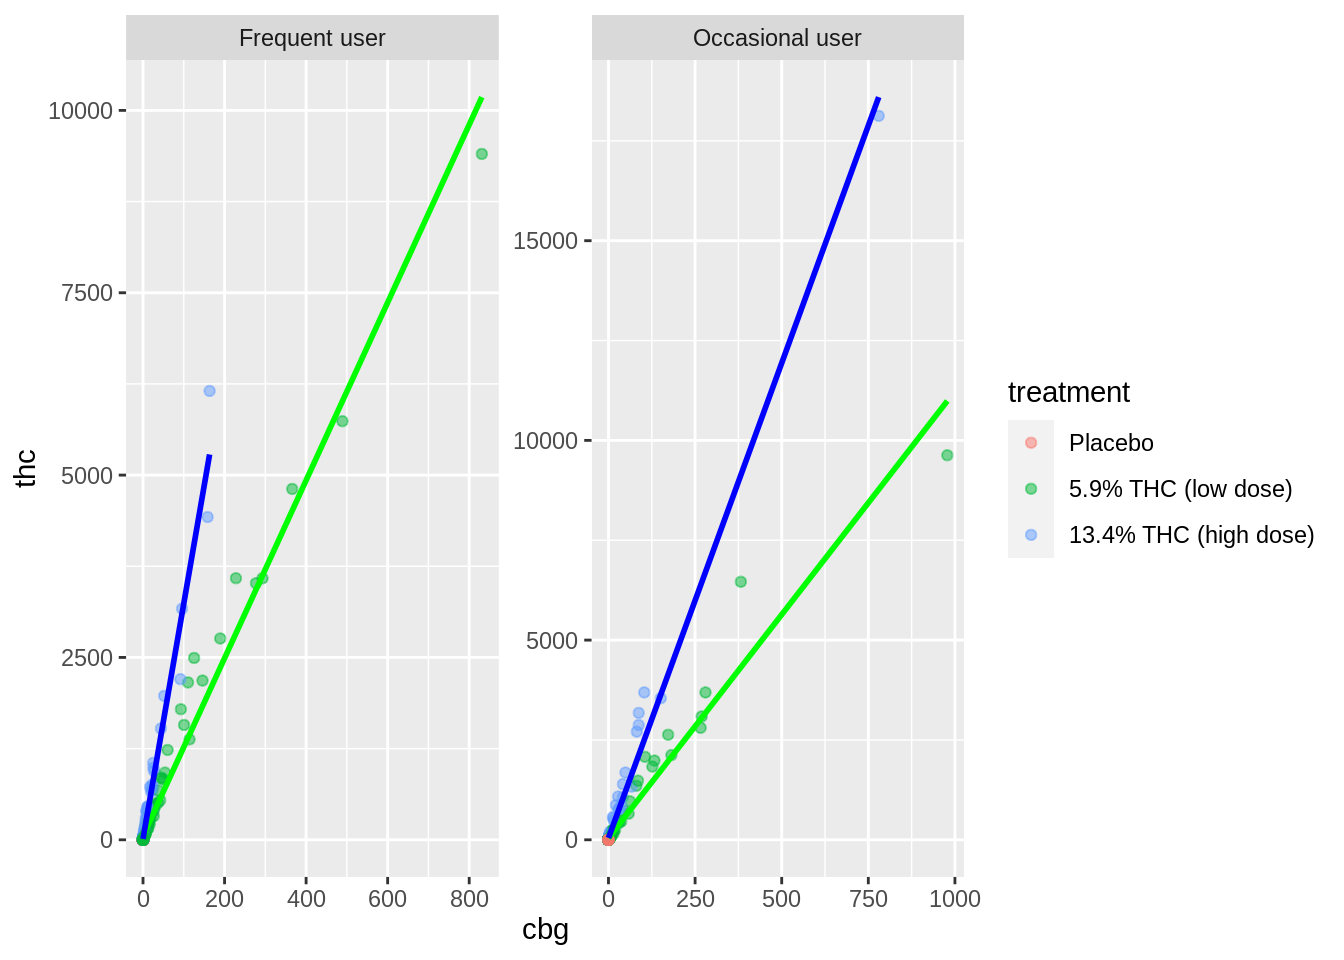 Frequent user
Occasional user
10000
7500
5000
2500
0
15000
10000
5000
0
thc
0 200 400 600 800
0 250 500 750 1000
cbg
treatment
Placebo
5.9% THC (low dose)
13.4% THC (high dose)